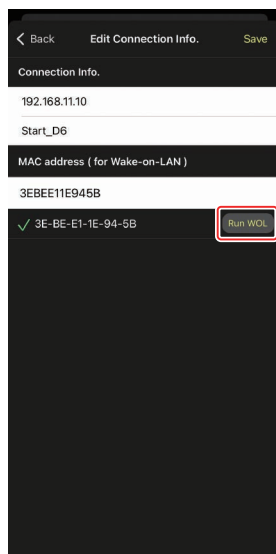 Back Edit Connection Info. Save
Connection Info.
192.168.11.10
Start_D6
MAC address ( for Wake-on-LAN )
3EBEE11E945B
3E-BE-E1-1E-94-5B Run WOL